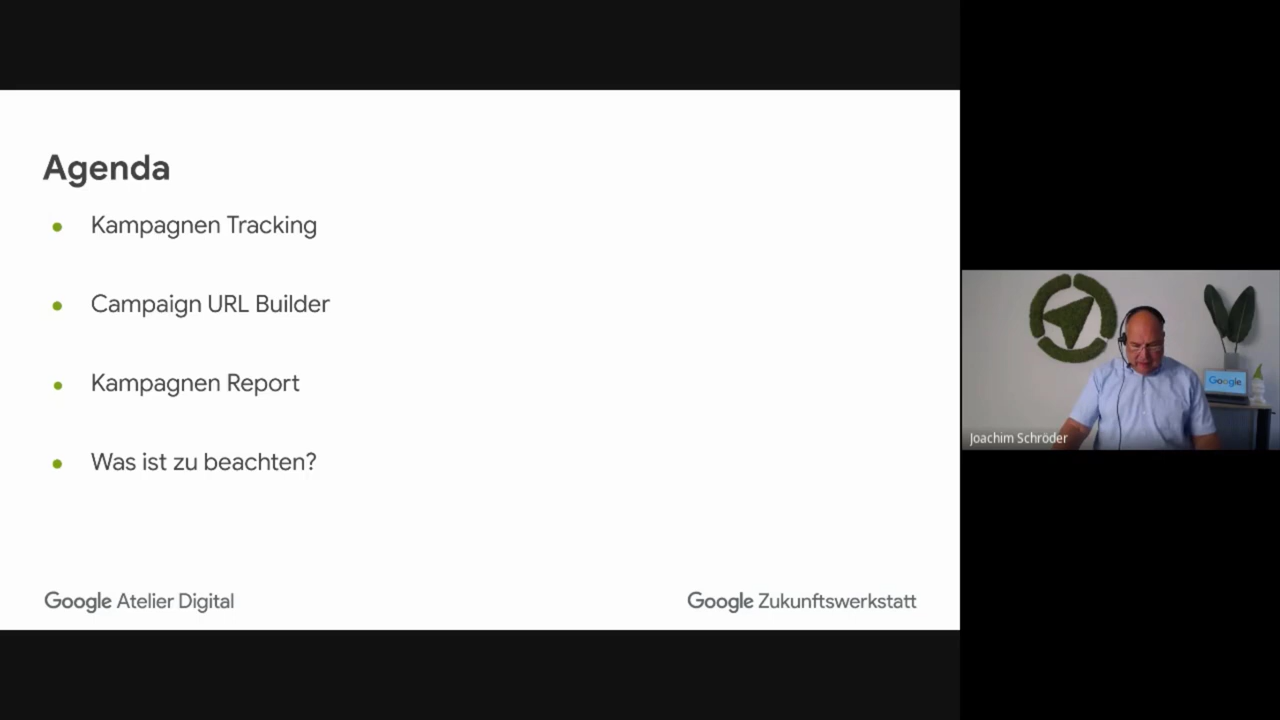 Agenda
Kampagnen Tracking
Campaign URL Builder
Kampagnen Report
Was ist zu beachten?
Google Atelier Digital
Google Zukunftswerkstatt
Google
Joachim Schröder